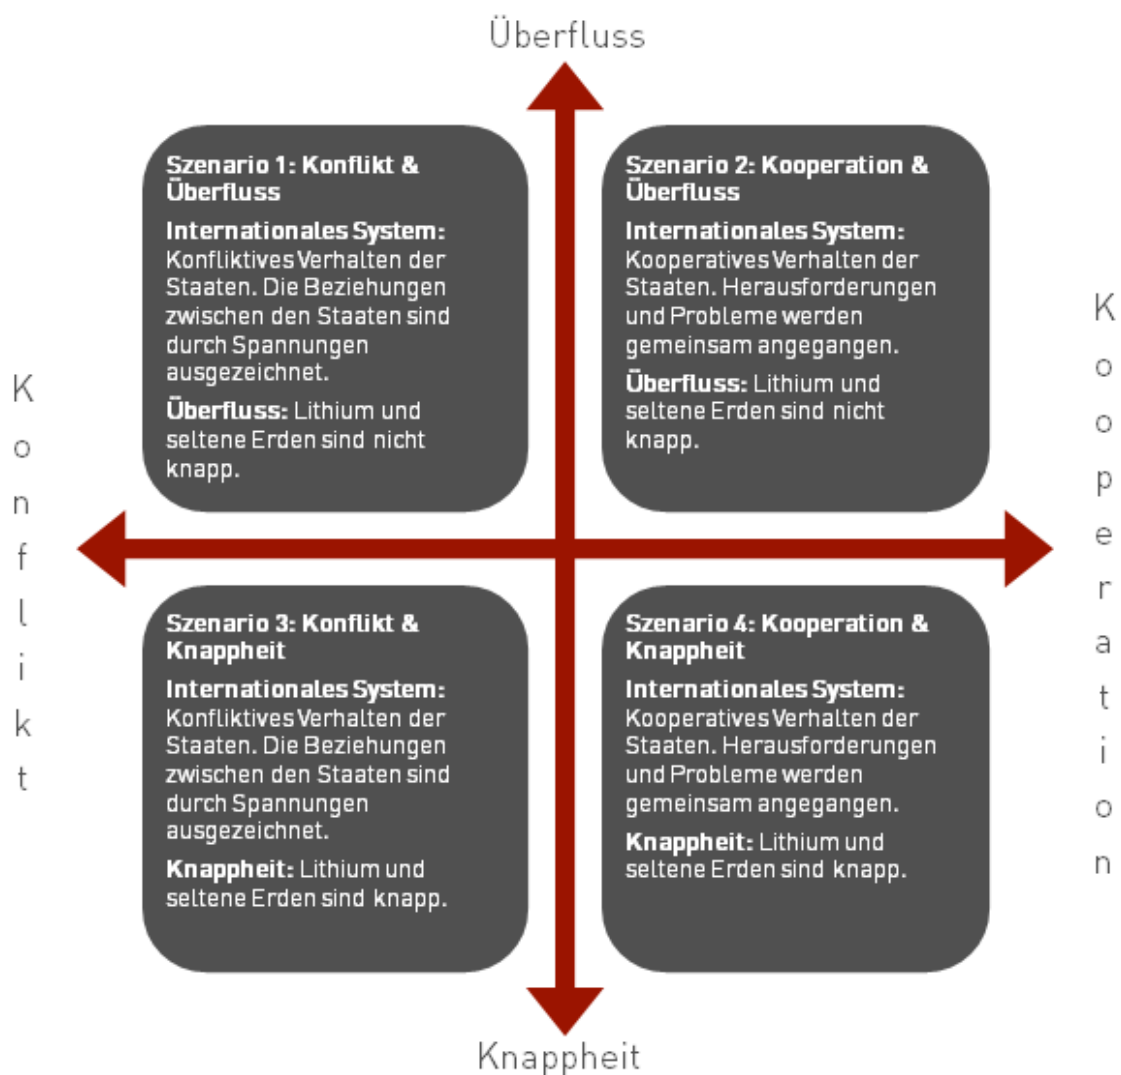 Überfluss
Szenario 1: Konflikt &
Überfluss
Internationales System:
Konfliktives Verhalten der
Staaten. Die Beziehungen
zwischen den Staaten sind
durch Spannungen
ausgezeichnet.
Überfluss: Lithium und
seltene Erden sind nicht
knapp.
Szenario 2: Kooperation &
Überfluss
Internationales System:
Kooperatives Verhalten der
Staaten. Herausforderungen
und Probleme werden
gemeinsam angegangen.
Überfluss: Lithium und
seltene Erden sind nicht
knapp.
Konflikt
Kooperation
Szenario 3: Konflikt &
Knappheit
Internationales System:
Konfliktives Verhalten der
Staaten. Die Beziehungen
zwischen den Staaten sind
durch Spannungen
ausgezeichnet.
Knappheit: Lithium und
seltene Erden sind knapp.
Szenario 4: Kooperation &
Knappheit
Internationales System:
Kooperatives Verhalten der
Staaten. Herausforderungen
und Probleme werden
gemeinsam angegangen.
Knappheit: Lithium und
seltene Erden sind knapp.
Knappheit